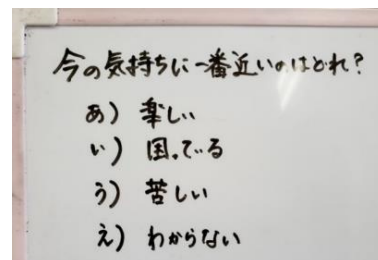 今の気持ちに一番近いのはどれ?
あ) 楽しい
い) 困っている
う) 苦しい
え) わからない